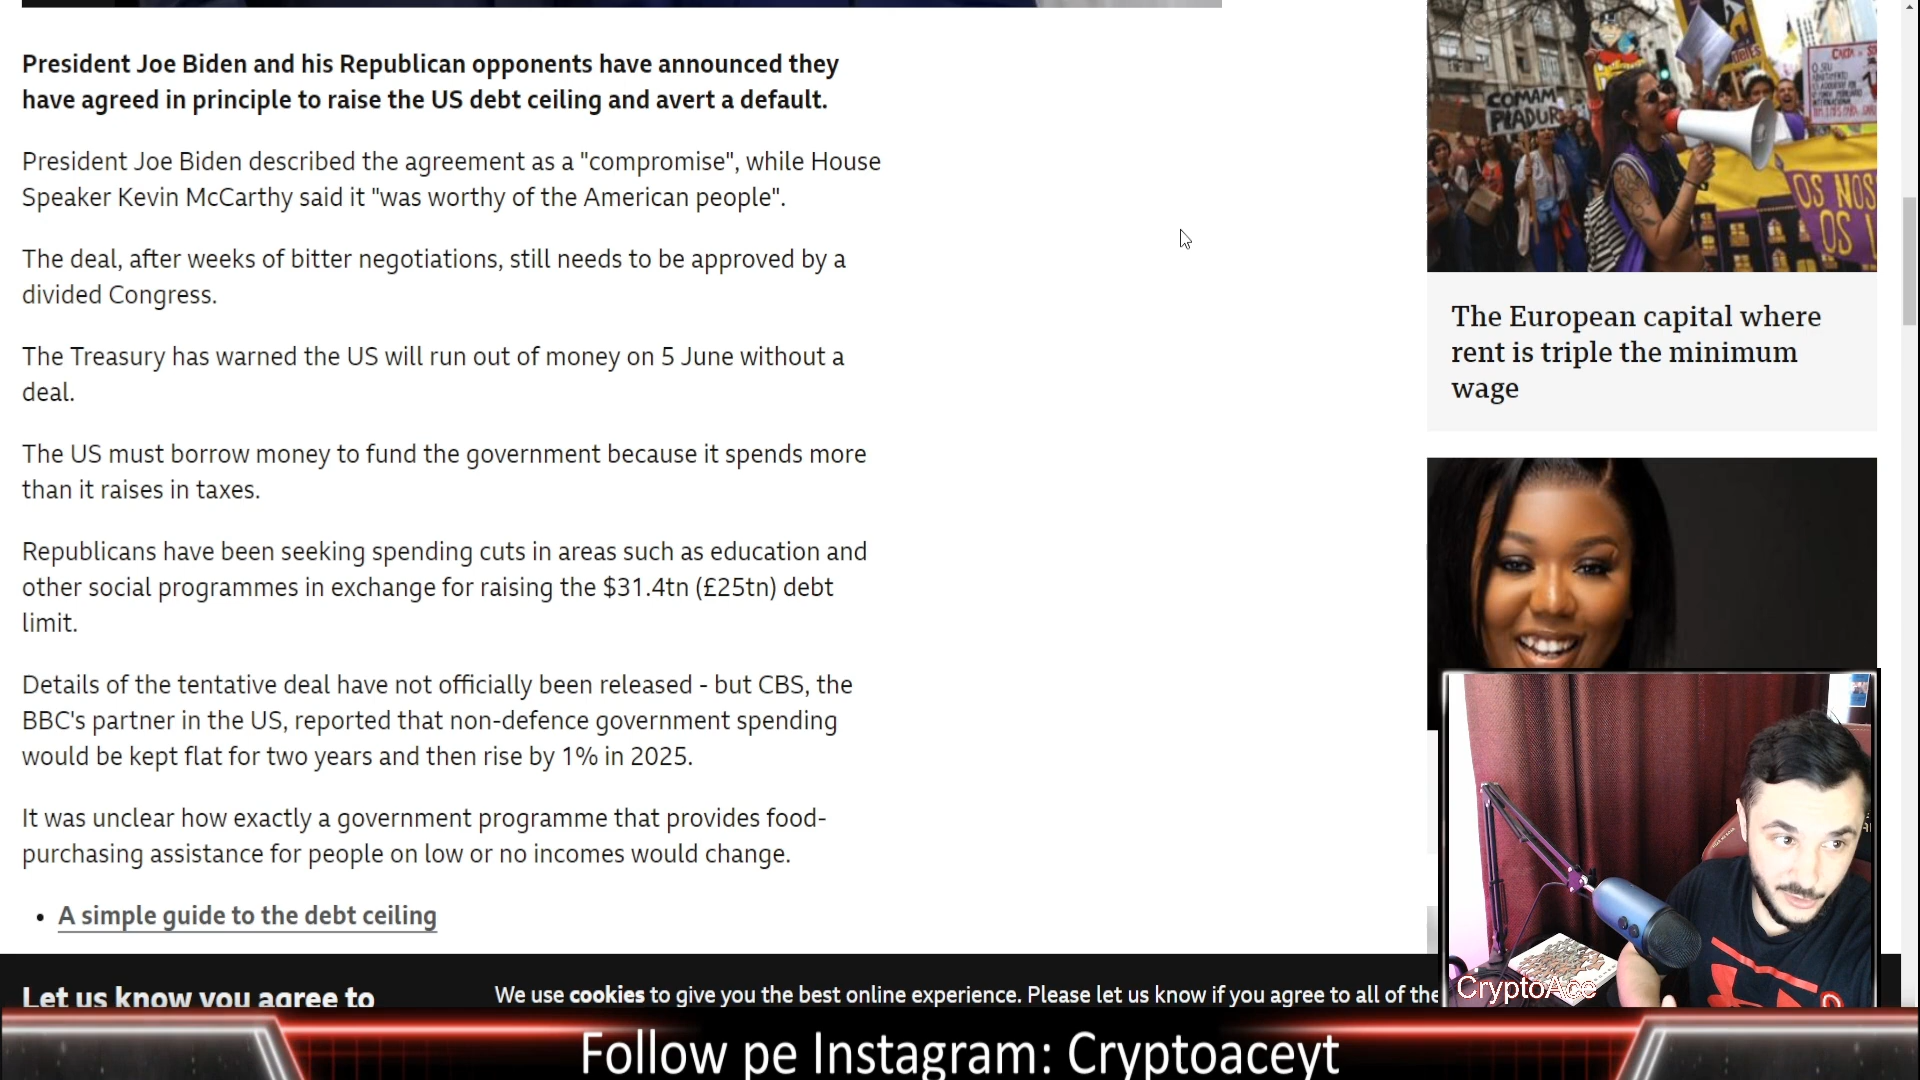 President Joe Biden and his Republican opponents have announced they
have agreed in principle to raise the US debt ceiling and avert a default.
President Joe Biden described the agreement as a "compromise", while House
Speaker Kevin McCarthy said it "was worthy of the American people".
The deal, after weeks of bitter negotiations, still needs to be approved by a
divided Congress.
The Treasury has warned the US will run out of money on 5 June without a
deal.
The US must borrow money to fund the government because it spends more
than it raises in taxes.
Republicans have been seeking spending cuts in areas such as education and
other social programmes in exchange for raising the $31.4tn (£25tn) debt
limit.
Details of the tentative deal have not officially been released - but CBS, the
BBC's partner in the US, reported that non-defence government spending
would be kept flat for two years and then rise by 1% in 2025.
It was unclear how exactly a government programme that provides food-
purchasing assistance for people on low or no incomes would change.
• A simple guide to the debt ceiling
COMAM
OS NOS
OS
The European capital where
rent is triple the minimum
wage
Let us know you agree to
We use cookies to give you the best online experience. Please let us know if you agree to all of the
CryptoAce
Follow pe Instagram: Cryptoaceyt